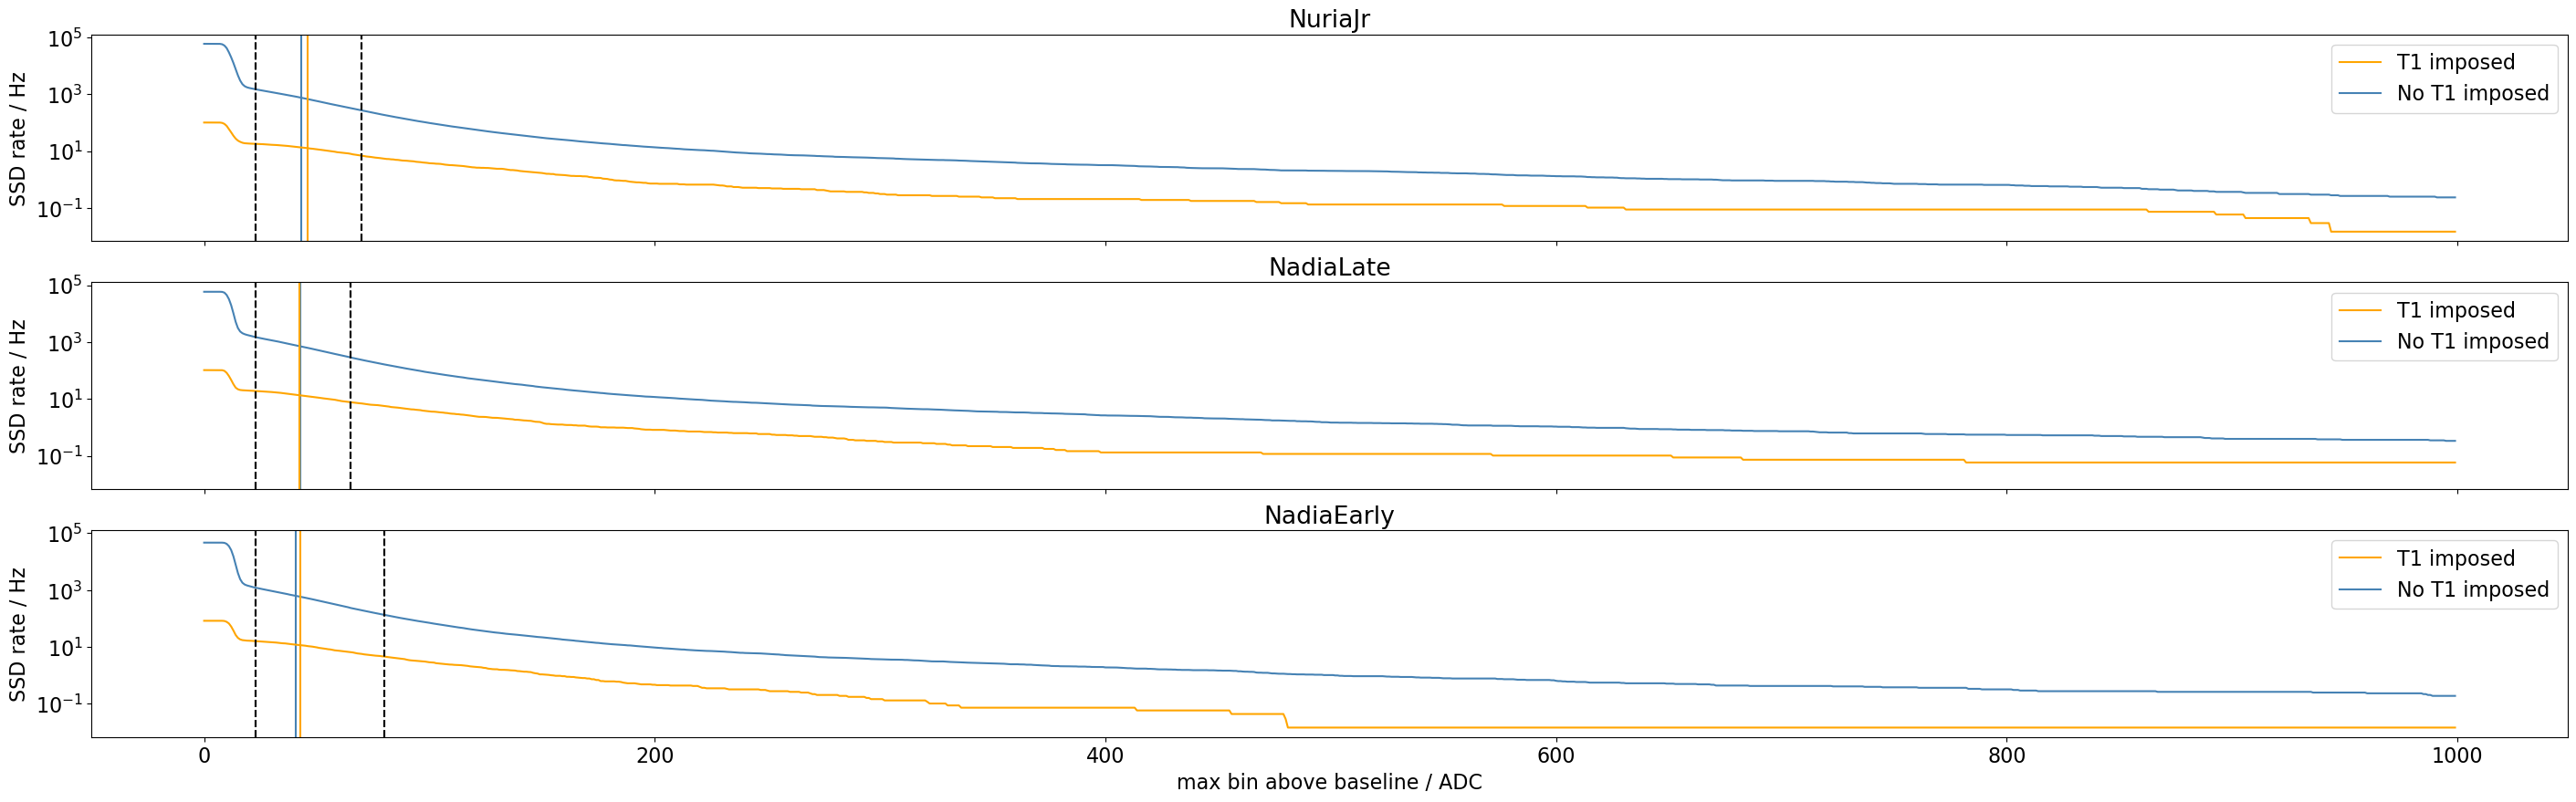 NuriaJr
10^5
10^3
10^1
10^-1
SSD rate / Hz
T1 imposed
No T1 imposed
NadiaLate
10^5
10^3
10^1
10^-1
SSD rate / Hz
T1 imposed
No T1 imposed
NadiaEarly
10^5
10^3
10^1
10^-1
SSD rate / Hz
T1 imposed
No T1 imposed
0 200 400 600 800 1000
max bin above baseline / ADC